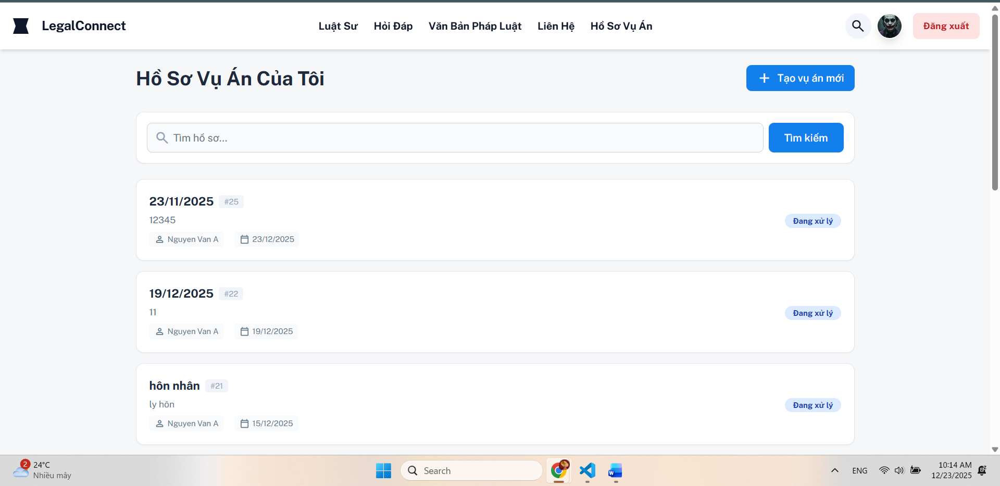 LegalConnect
Luật Sư Hỏi Đáp Văn Bản Pháp Luật Liên Hệ Hồ Sơ Vụ Án
Đăng xuất
Hồ Sơ Vụ Án Của Tôi
Tạo vụ án mới
Tìm hồ sơ...
Tìm kiếm
23/11/2025 #25
12345
Đang xử lý
Nguyen Van A 23/12/2025
19/12/2025 #22
11
Đang xử lý
Nguyen Van A 19/12/2025
hôn nhân #21
ly hôn
Đang xử lý
Nguyen Van A 15/12/2025
2
24°C
Nhiều mây
Search
W
ENG
10:14 AM
12/23/2025